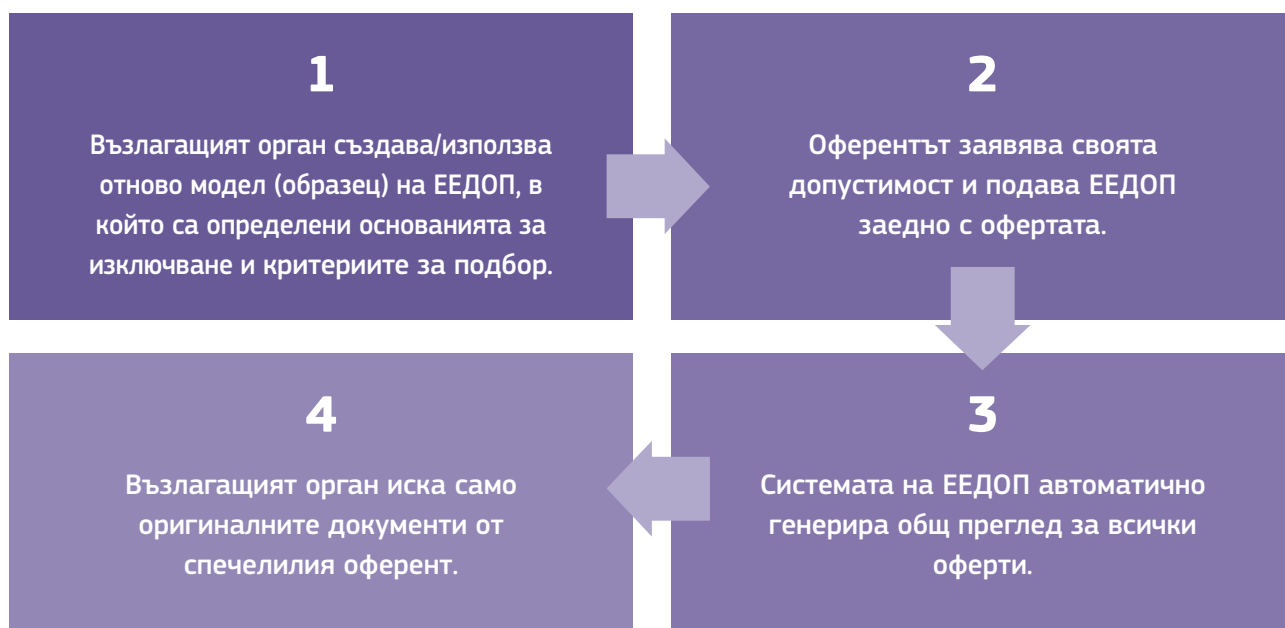 1
Възлагащият орган създава/използва
отново модел (образец) на ЕЕДОП, в
който са определени основанията за
изключване и критериите за подбор.
2
Оферентът заявява своята
допустимост и подава ЕЕДОП
заедно с офертата.
3
Системата на ЕЕДОП автоматично
генерира общ преглед за всички
оферти.
4
Възлагащият орган иска само
оригиналните документи от
спечелилия оферент.